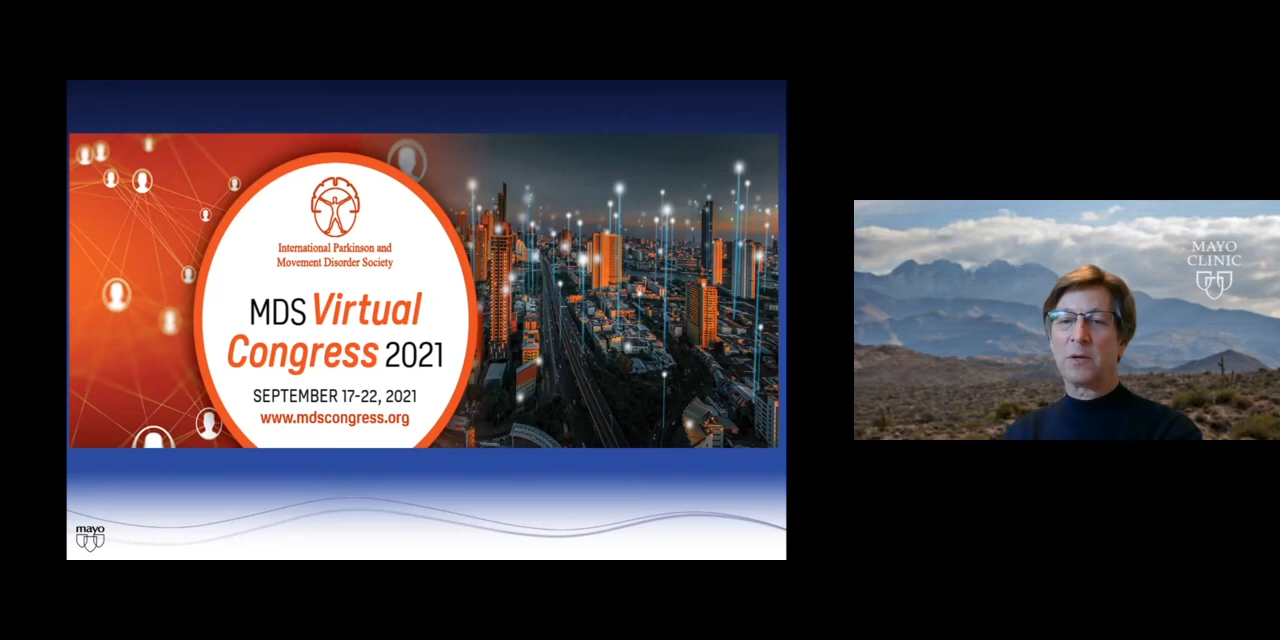 International Parkinson and
Movement Disorder Society
MDS Virtual
Congress 2021
SEPTEMBER 17-22, 2021
www.mdscongress.org
mayo
MAYO
CLINIC